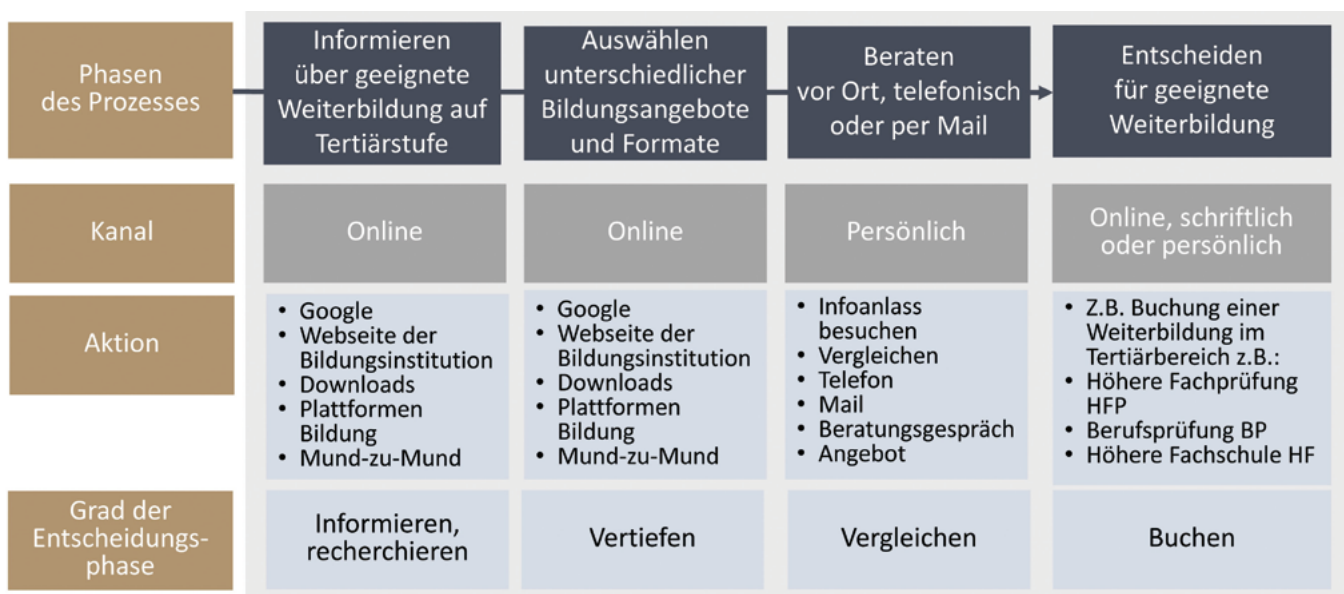 Phasen
des Prozesses
Informieren
über geeignete
Weiterbildung auf
Tertiärstufe
Auswählen
unterschiedlicher
Bildungsangebote
und Formate
Beraten
vor Ort, telefonisch
oder per Mail
Entscheiden
für geeignete
Weiterbildung
Kanal
Online
Online
Persönlich
Online, schriftlich
oder persönlich
Aktion
• Google
• Webseite der
Bildungsinstitution
• Downloads
• Plattformen
Bildung
• Mund-zu-Mund
• Google
• Webseite der
Bildungsinstitution
• Downloads
• Plattformen
Bildung
• Mund-zu-Mund
• Infoanlass
besuchen
• Vergleichen
• Telefon
• Mail
• Beratungsgespräch
• Angebot
• Z.B. Buchung einer
Weiterbildung im
Tertiärbereich z.B.:
• Höhere Fachprüfung
HFP
• Berufsprüfung BP
• Höhere Fachschule HF
Grad der
Entscheidungs-
phase
Informieren,
recherchieren
Vertiefen
Vergleichen
Buchen